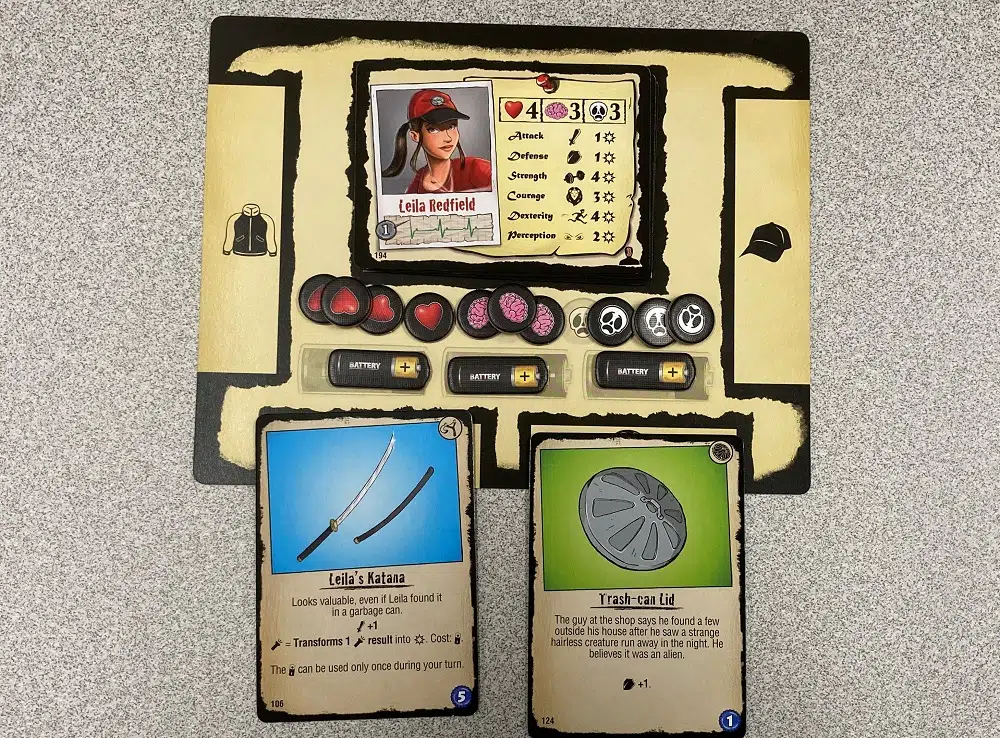 4 3 3
Attack 1
Defense 1
Strength 4
Courage 3
Dexterity 4
Perception 2
Leila Redfield
1
194
BATTERY +
BATTERY +
BATTERY +
Leila's Katana
Looks valuable, even if Leila found it
in a garbage can.
+1
= Transforms 1 result into . Cost:
The can be used only once during your turn.
106
5
Trash-can Lid
The guy at the shop says he found a few
outside his house after he saw a strange
hairless creature run away in the night. He
believes it was an alien.
+1.
124
1